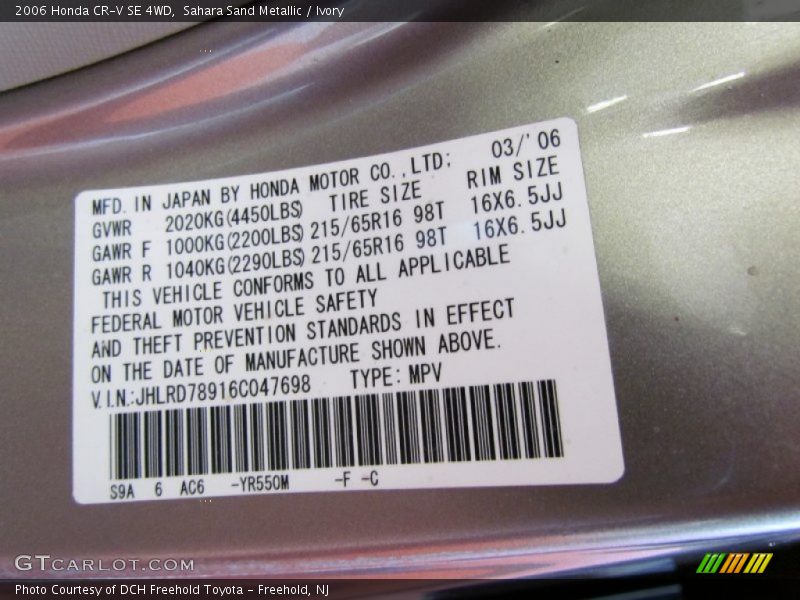 2006 Honda CR-V SE 4WD,  Sahara Sand Metallic / Ivory
MFD. IN JAPAN BY HONDA MOTOR CO.,LTD; 03/'06
GVWR 2020KG(4450LBS) TIRE SIZE RIM SIZE
GAWR F 1000KG(2200LBS) 215/65R16 98T 16X6.5JJ
GAWR R 1040KG(2290LBS) 215/65R16 98T 16X6.5JJ
THIS VEHICLE CONFORMS TO ALL APPLICABLE
FEDERAL MOTOR VEHICLE SAFETY
AND THEFT PREVENTION STANDARDS IN EFFECT
ON THE DATE OF MANUFACTURE SHOWN ABOVE.
V.I.N.:JHLRD78916C047698 TYPE: MPV
S9A 6 AC6 -YR550M -F -C
GTCARLOT.COM
Photo Courtesy of DCH Freehold Toyota - Freehold, NJ